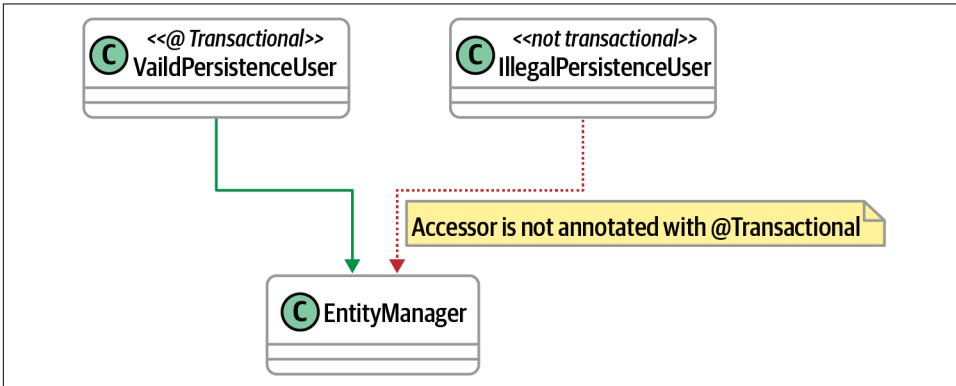 <<@ Transactional>>
C VaildPersistenceUser
<<not transactional>>
C IllegalPersistenceUser
Accessor is not annotated with @Transactional
C EntityManager